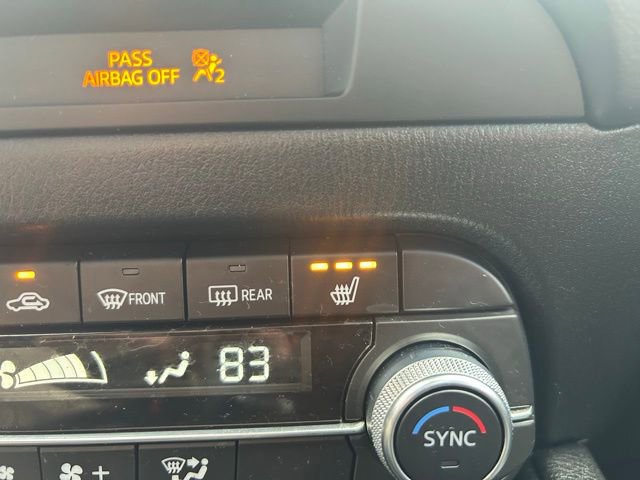 PASS
AIRBAG OFF 2
FRONT
REAR
83
SYNC
+